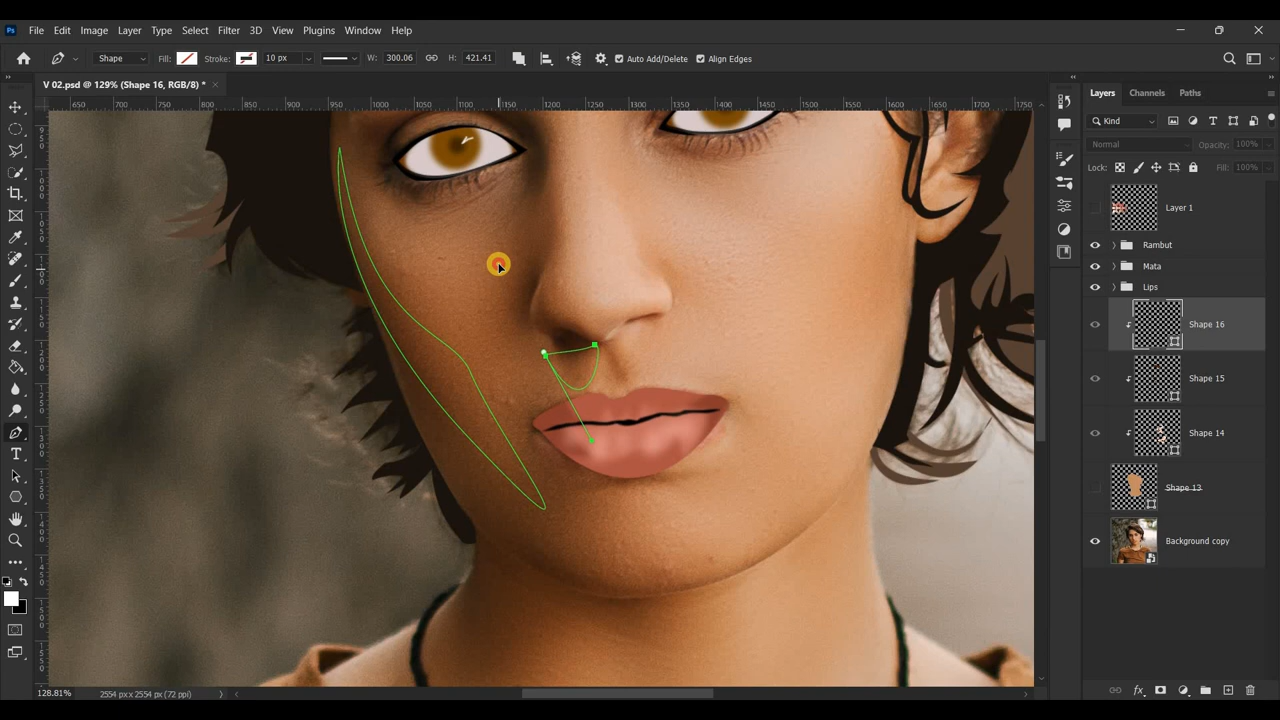 Ps File Edit Image Layer Type Select Filter 3D View Plugins Window Help
Shape Fill: Stroke: 10 px W: 300.06 H: 421.41 Auto Add/Delete Align Edges
V 02.psd @ 129% (Shape 16, RGB/8) *
650 700 750 800 850 900 950 1000 1050 1100 1150 1200 1250 1300 1350 1400 1450 1500 1550 1600 1650 1700 1750
Layers Channels Paths
Kind
Normal Opacity: 100%
Lock: Fill: 100%
Layer 1
Rambut
Mata
Lips
Shape 16
Shape 15
Shape 14
Shape 13
Background copy
128.81% 2554 px x 2554 px (72 ppi)